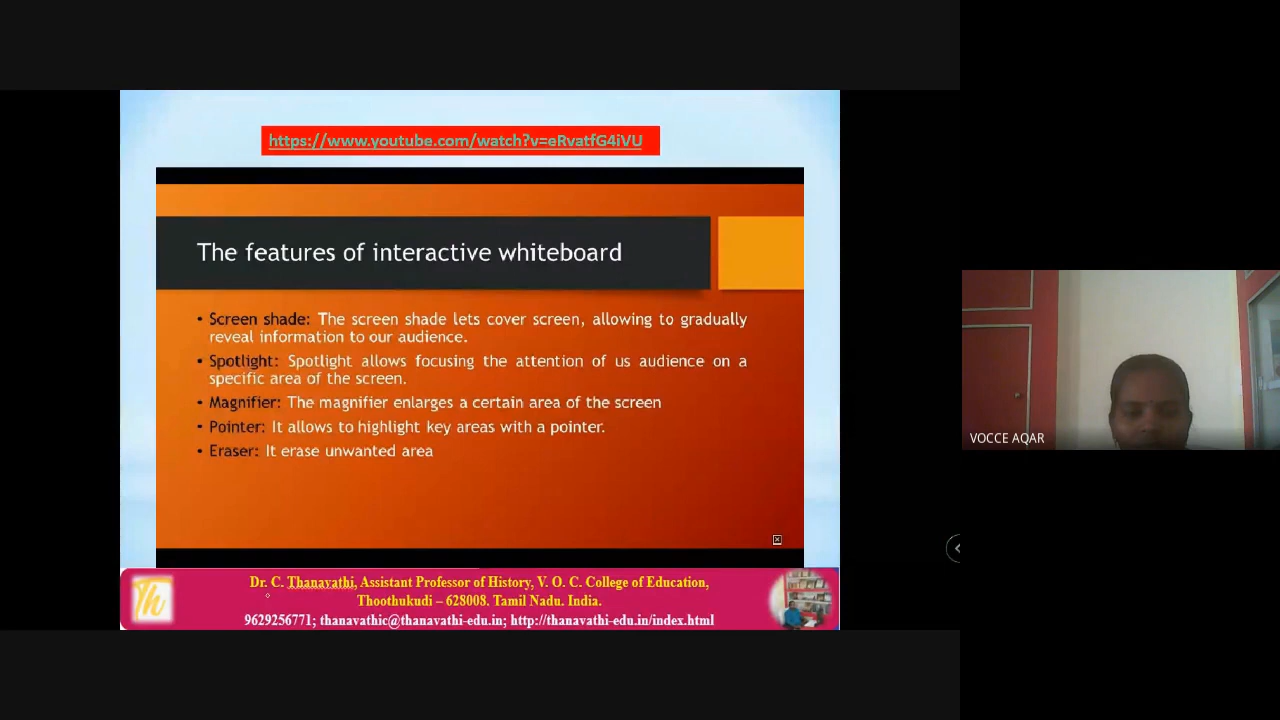 https://www.youtube.com/watch?v=eRvatfG4iVU
The features of interactive whiteboard
• Screen shade: The screen shade lets cover screen, allowing to gradually
reveal information to our audience.
• Spotlight: Spotlight allows focusing the attention of us audience on a
specific area of the screen.
• Magnifier: The magnifier enlarges a certain area of the screen
• Pointer: It allows to highlight key areas with a pointer.
• Eraser: It erase unwanted area
Th
Dr. C. Thanavathi, Assistant Professor of History, V. O. C. College of Education,
Thoothukudi – 628008. Tamil Nadu. India.
9629256771; thanavathic@thanavathi-edu.in; http://thanavathi-edu.in/index.html
VOCCE AQAR